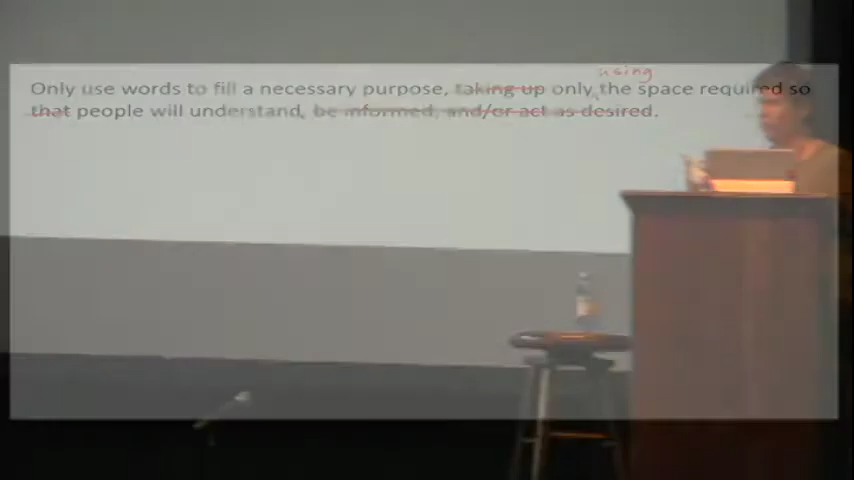 using
Only use words to fill a necessary purpose, taking up only the space required so
that people will understand, be informed, and/or act as desired.